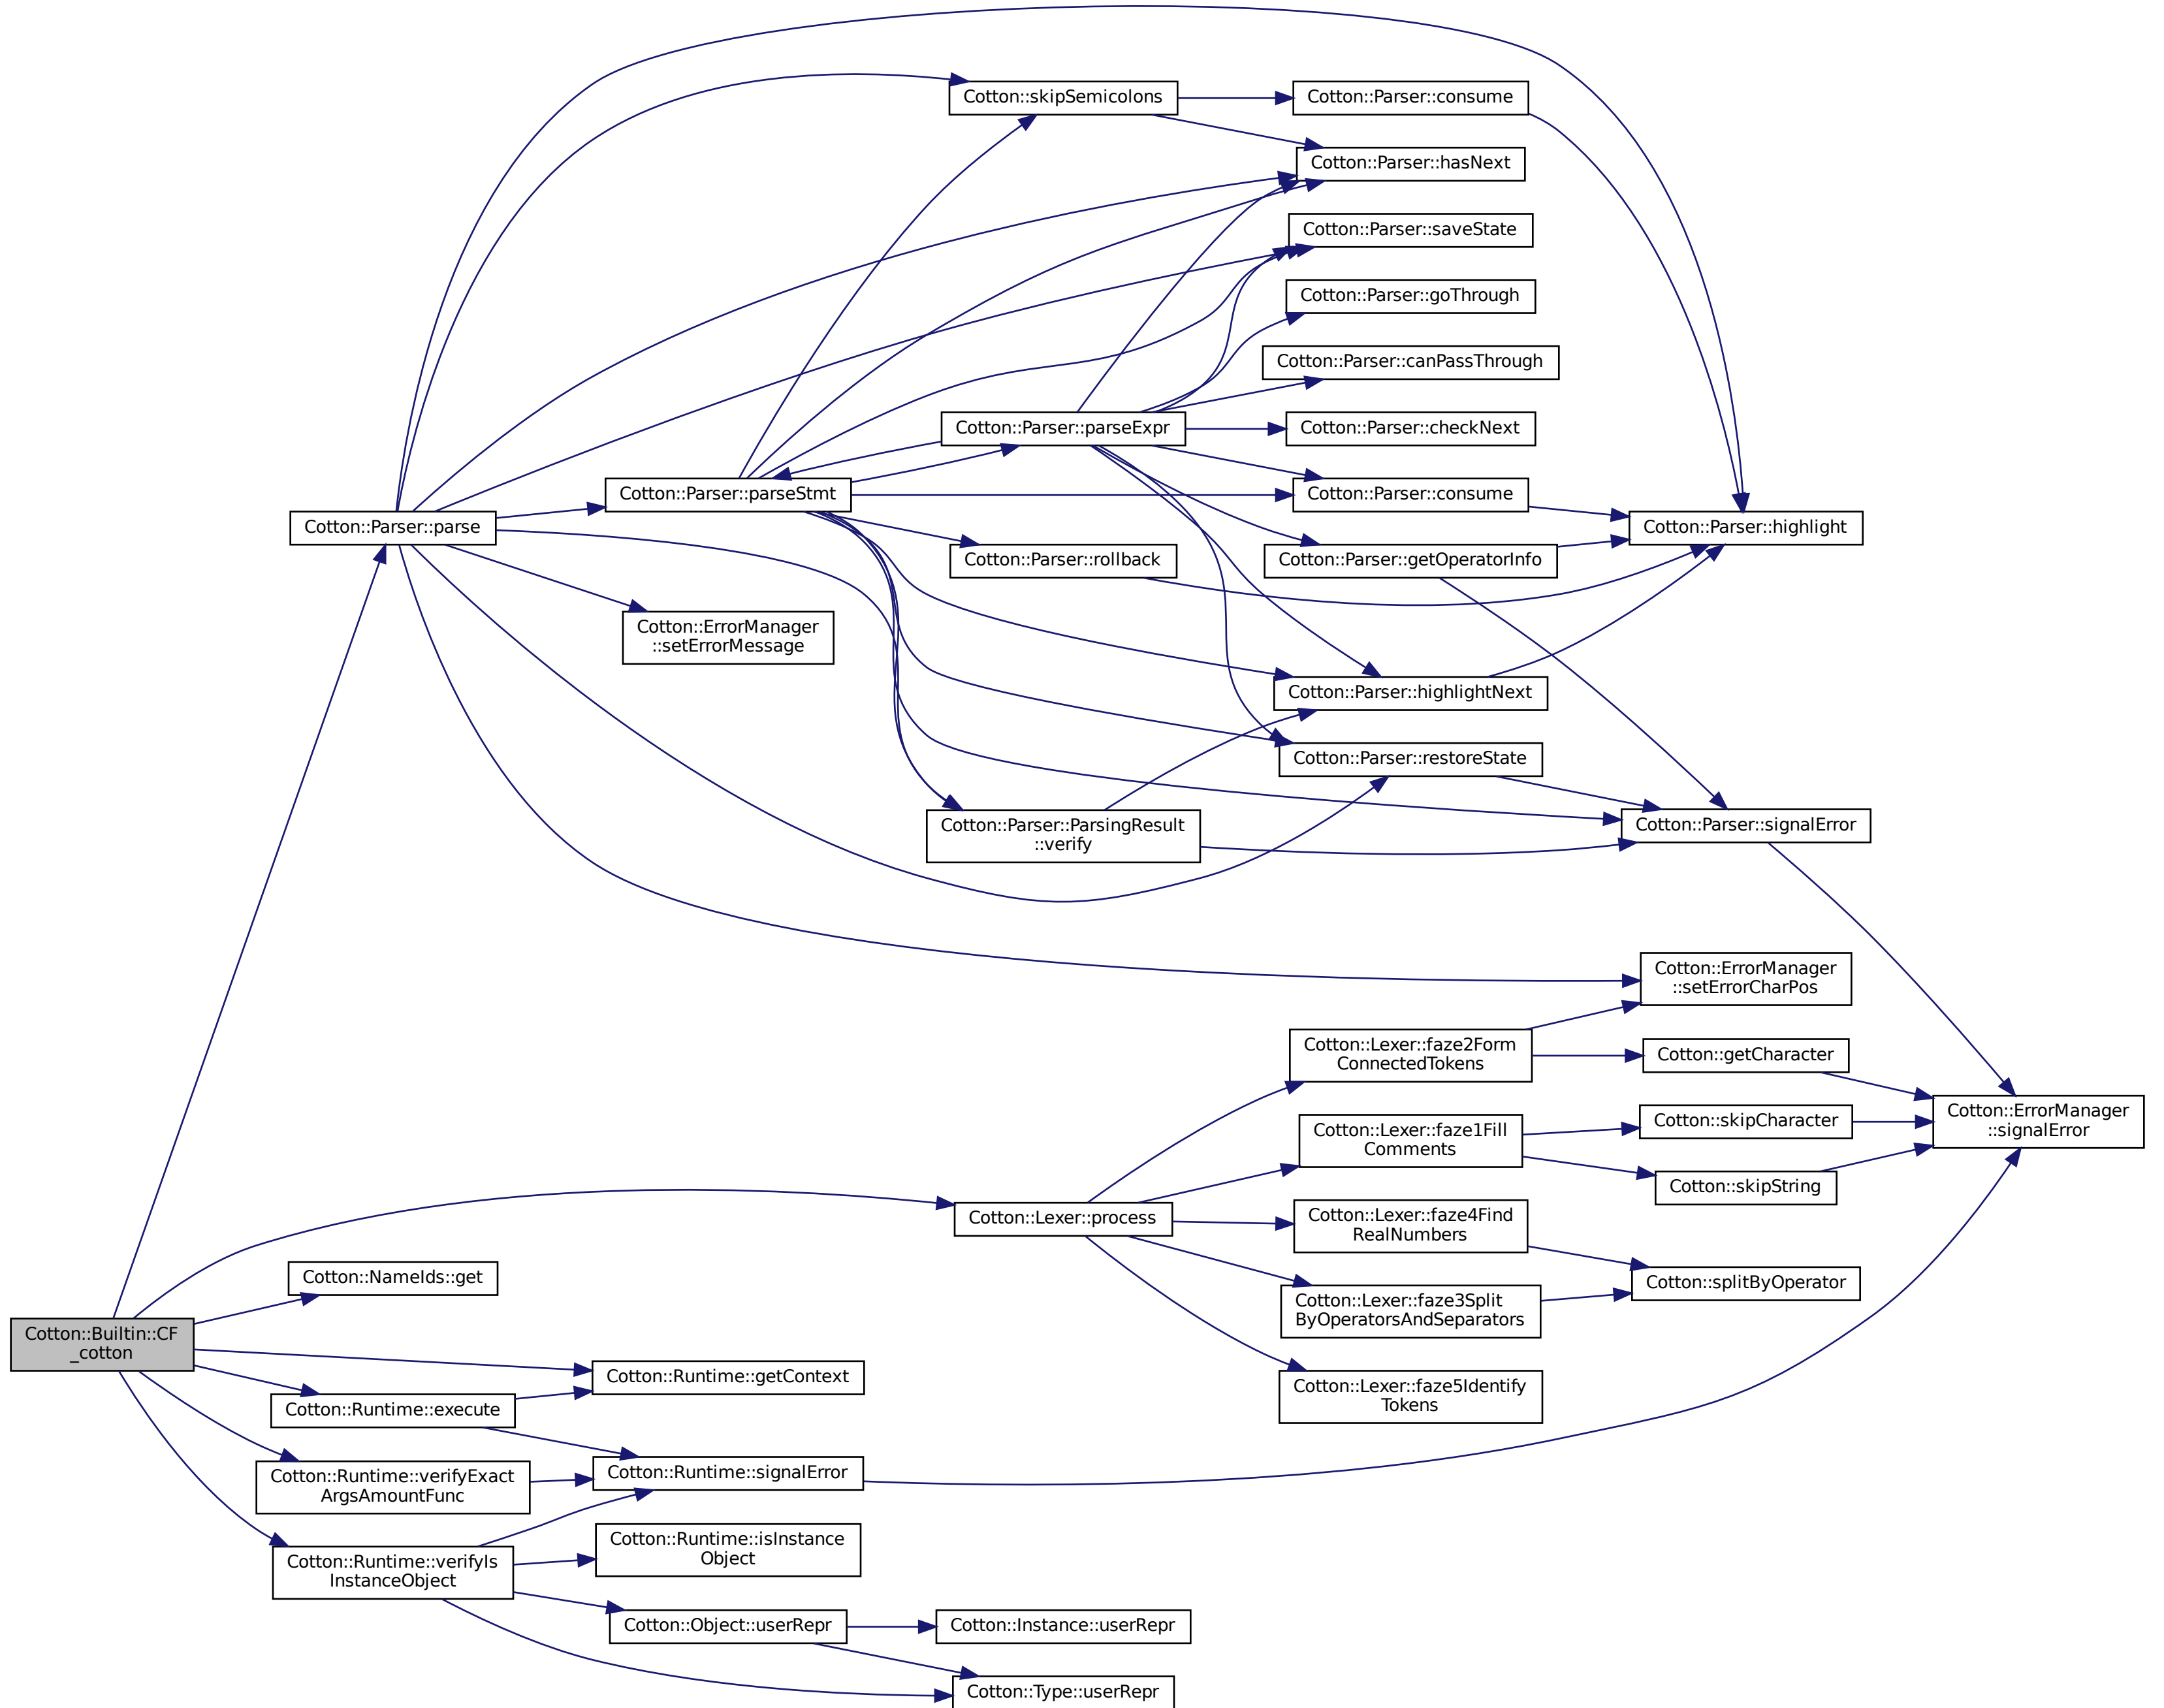 Cotton::skipSemicolons
Cotton::Parser::consume
Cotton::Parser::hasNext
Cotton::Parser::saveState
Cotton::Parser::goThrough
Cotton::Parser::canPassThrough
Cotton::Parser::parseExpr
Cotton::Parser::checkNext
Cotton::Parser::parseStmt
Cotton::Parser::consume
Cotton::Parser::parse
Cotton::Parser::highlight
Cotton::Parser::rollback
Cotton::Parser::getOperatorInfo
Cotton::ErrorManager
::setErrorMessage
Cotton::Parser::highlightNext
Cotton::Parser::restoreState
Cotton::Parser::ParsingResult
::verify
Cotton::Parser::signalError
Cotton::ErrorManager
::setErrorCharPos
Cotton::Lexer::faze2Form
ConnectedTokens
Cotton::getCharacter
Cotton::Lexer::faze1Fill
Comments
Cotton::skipCharacter
Cotton::ErrorManager
::signalError
Cotton::skipString
Cotton::Lexer::process
Cotton::Lexer::faze4Find
RealNumbers
Cotton::NameIds::get
Cotton::splitByOperator
Cotton::Lexer::faze3Split
ByOperatorsAndSeparators
Cotton::Builtin::CF
_cotton
Cotton::Runtime::getContext
Cotton::Lexer::faze5Identify
Tokens
Cotton::Runtime::execute
Cotton::Runtime::verifyExact
ArgsAmountFunc
Cotton::Runtime::signalError
Cotton::Runtime::isInstance
Object
Cotton::Runtime::verifyIs
InstanceObject
Cotton::Object::userRepr
Cotton::Instance::userRepr
Cotton::Type::userRepr